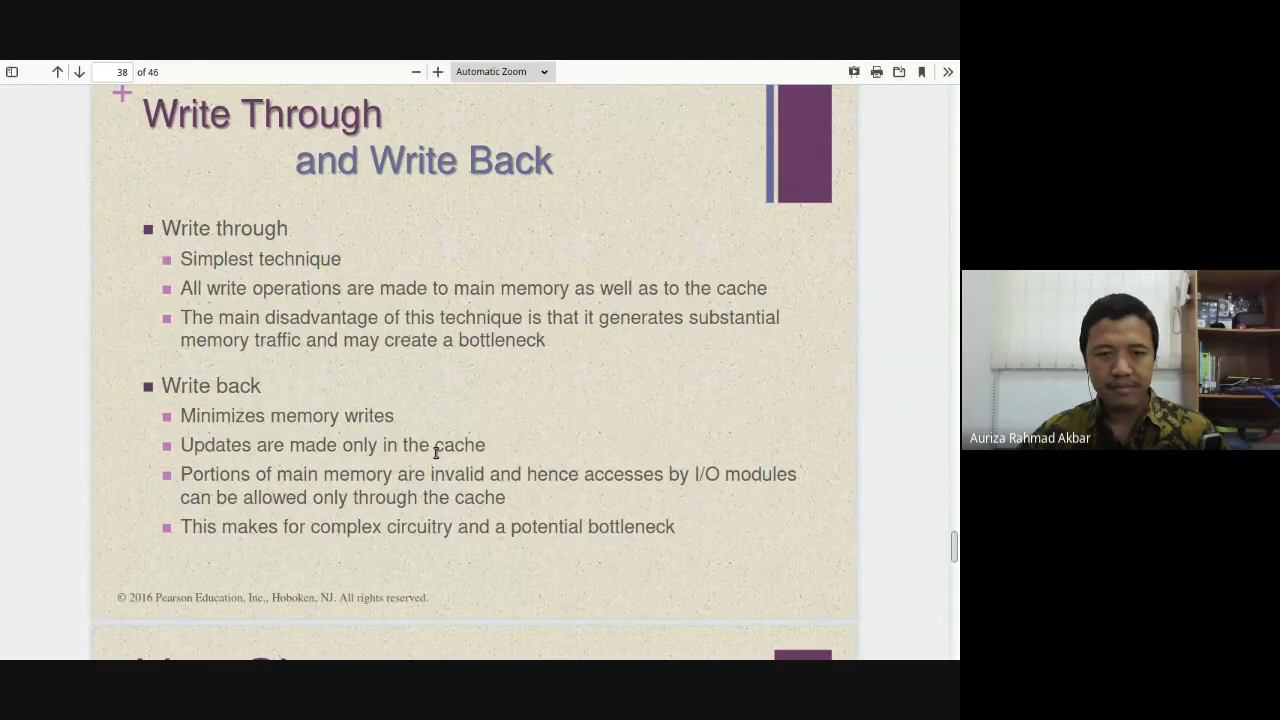 38 of 46
Automatic Zoom
Write Through
and Write Back
Write through
Simplest technique
All write operations are made to main memory as well as to the cache
The main disadvantage of this technique is that it generates substantial
memory traffic and may create a bottleneck
Write back
Minimizes memory writes
Updates are made only in the cache
Portions of main memory are invalid and hence accesses by I/O modules
can be allowed only through the cache
This makes for complex circuitry and a potential bottleneck
© 2016 Pearson Education, Inc., Hoboken, NJ. All rights reserved.
Auriza Rahmad Akbar